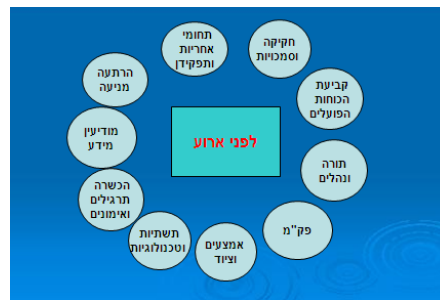 לפני ארוע
חקיקה
וסמכויות
קביעת
הכוחות
הפועלים
תורה
ונהלים
פק"מ
אמצעים
וציוד
תשתיות
וטכנולוגיות
הכשרה
תרגילים
ואימונים
מודיעין
מידע
הרתעה
מניעה
תחומי
אחריות
ותפקידן